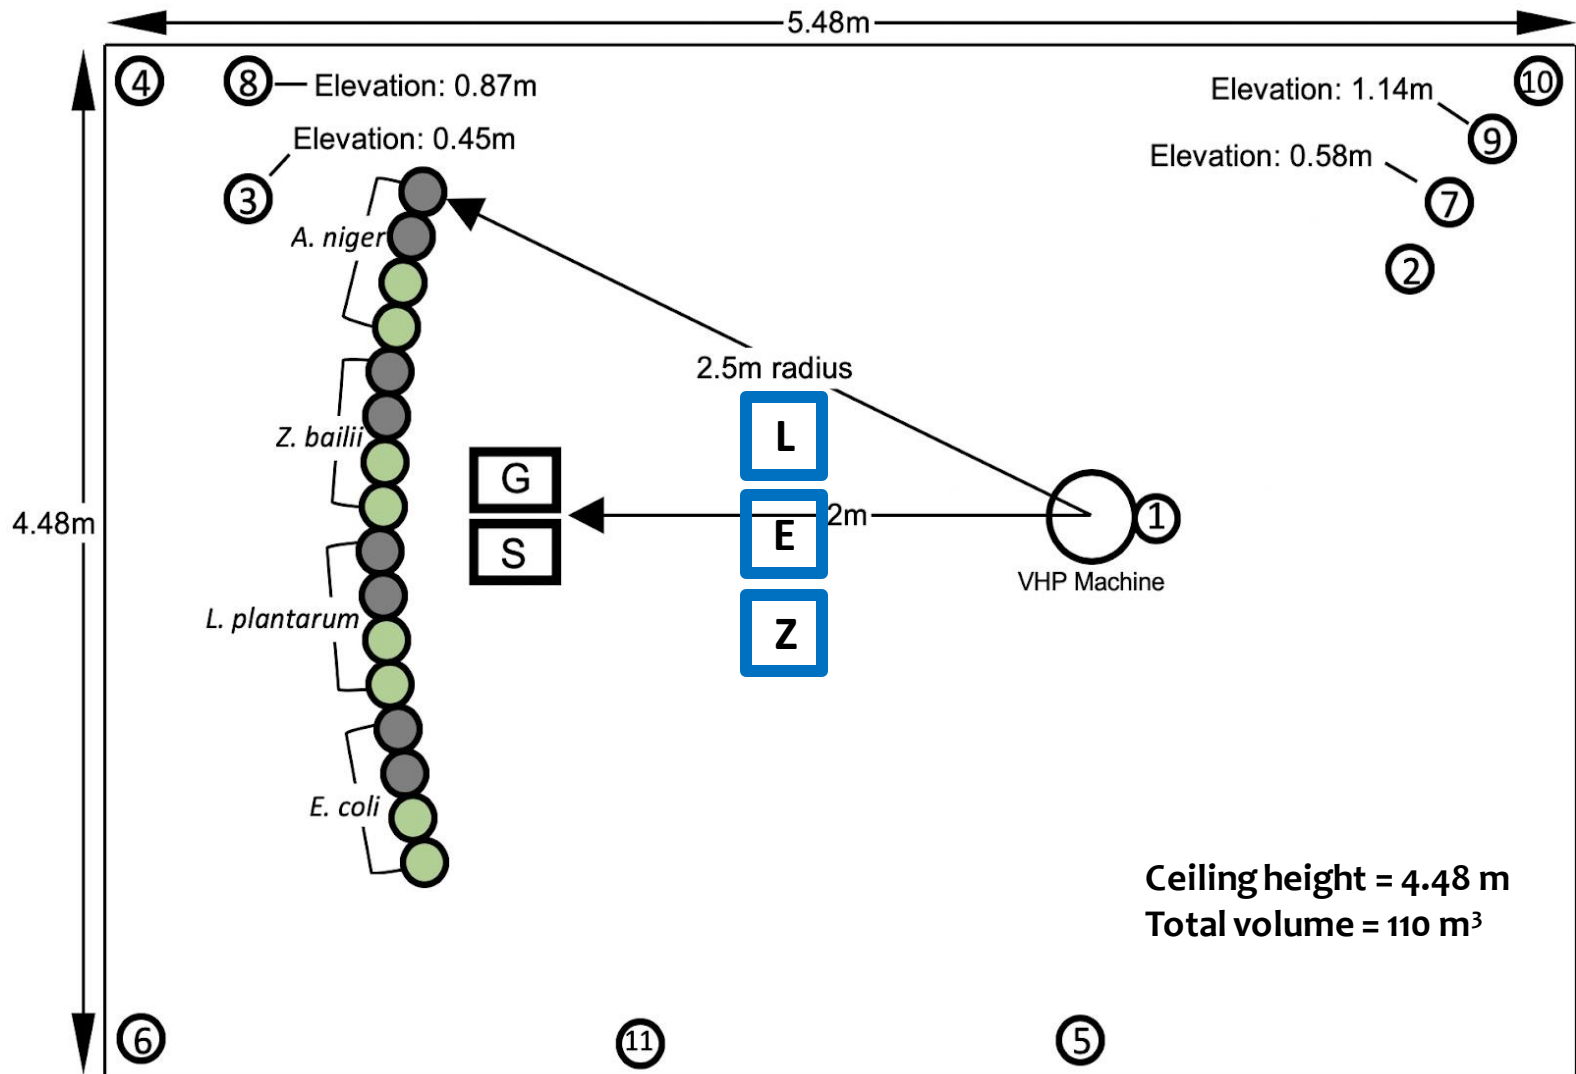 5.48m
4
8
Elevation: 0.87m
Elevation: 1.14m
10
Elevation: 0.45m
9
Elevation: 0.58m
3
7
A. niger
2
2.5m radius
L
Z. bailii
G
4.48m
E
2m
1
S
VHP Machine
L. plantarum
Z
E. coli
Ceiling height = 4.48 m
Total volume = 110 m³
6
11
5